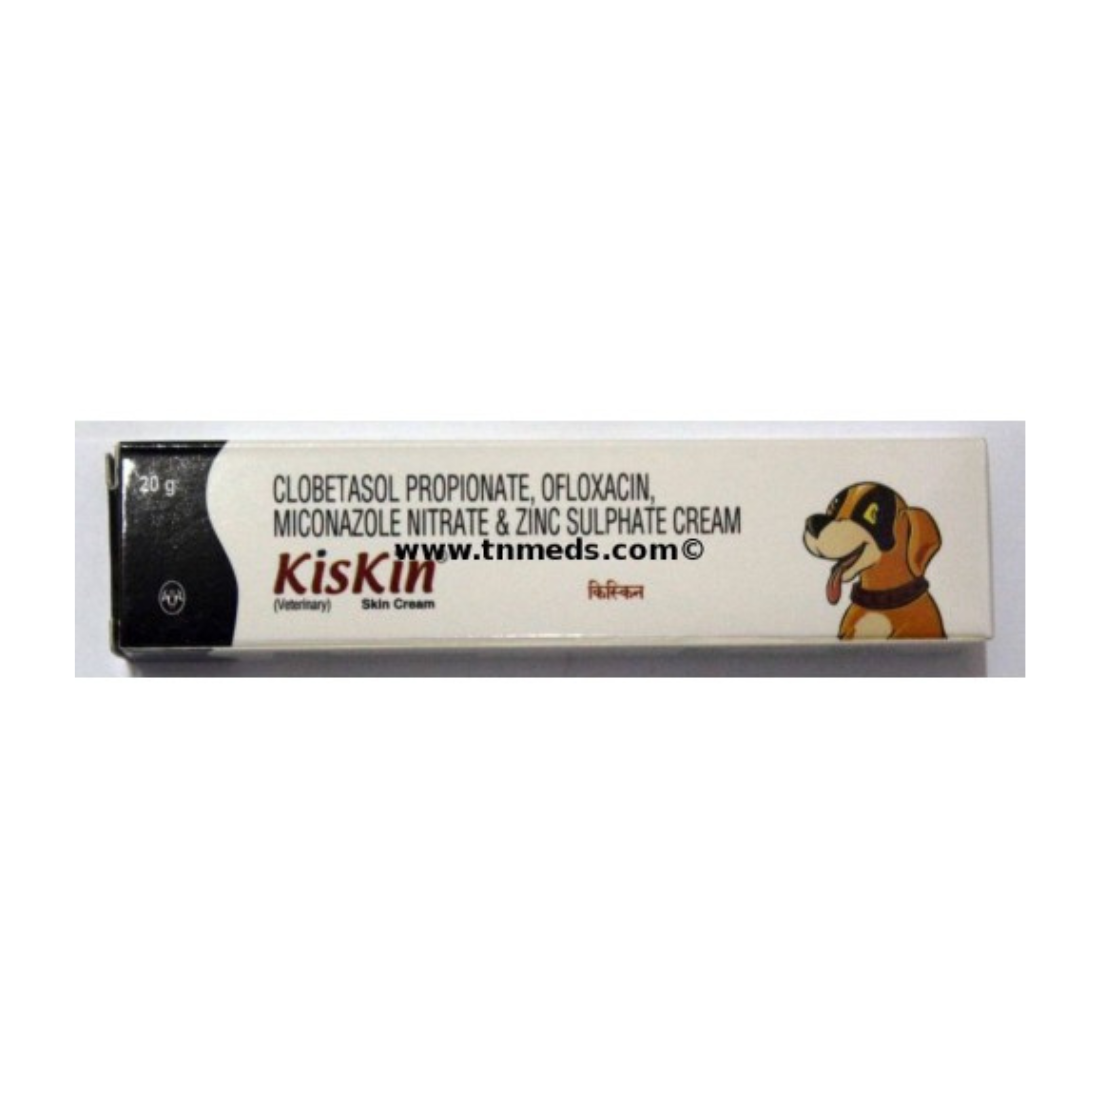 20 g
CLOBETASOL PROPIONATE, OFLOXACIN,
MICONAZOLE NITRATE & ZINC SULPHATE CREAM
www.tnmeds.com©
KisKin
(Veterinary) Skin Cream
किस्किन